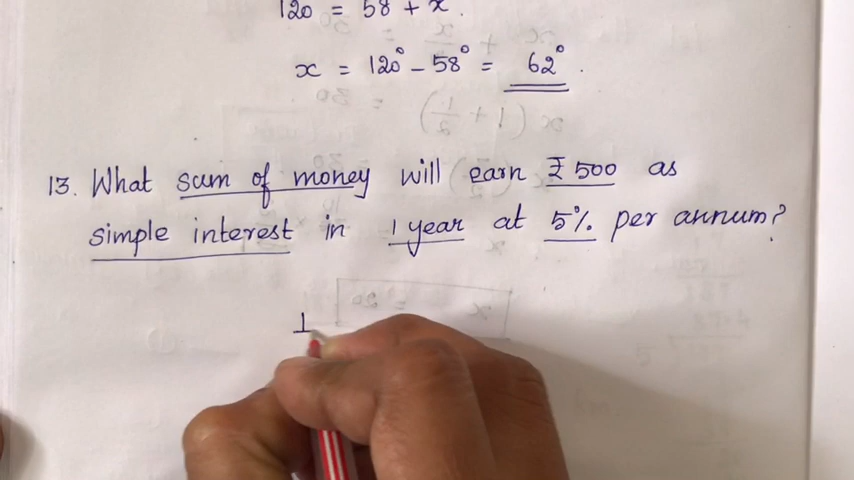 120 = 58 + x.
x = 120° - 58° = 62°.
13. What sum of money will earn ₹500 as
simple interest in 1 year at 5% per annum?